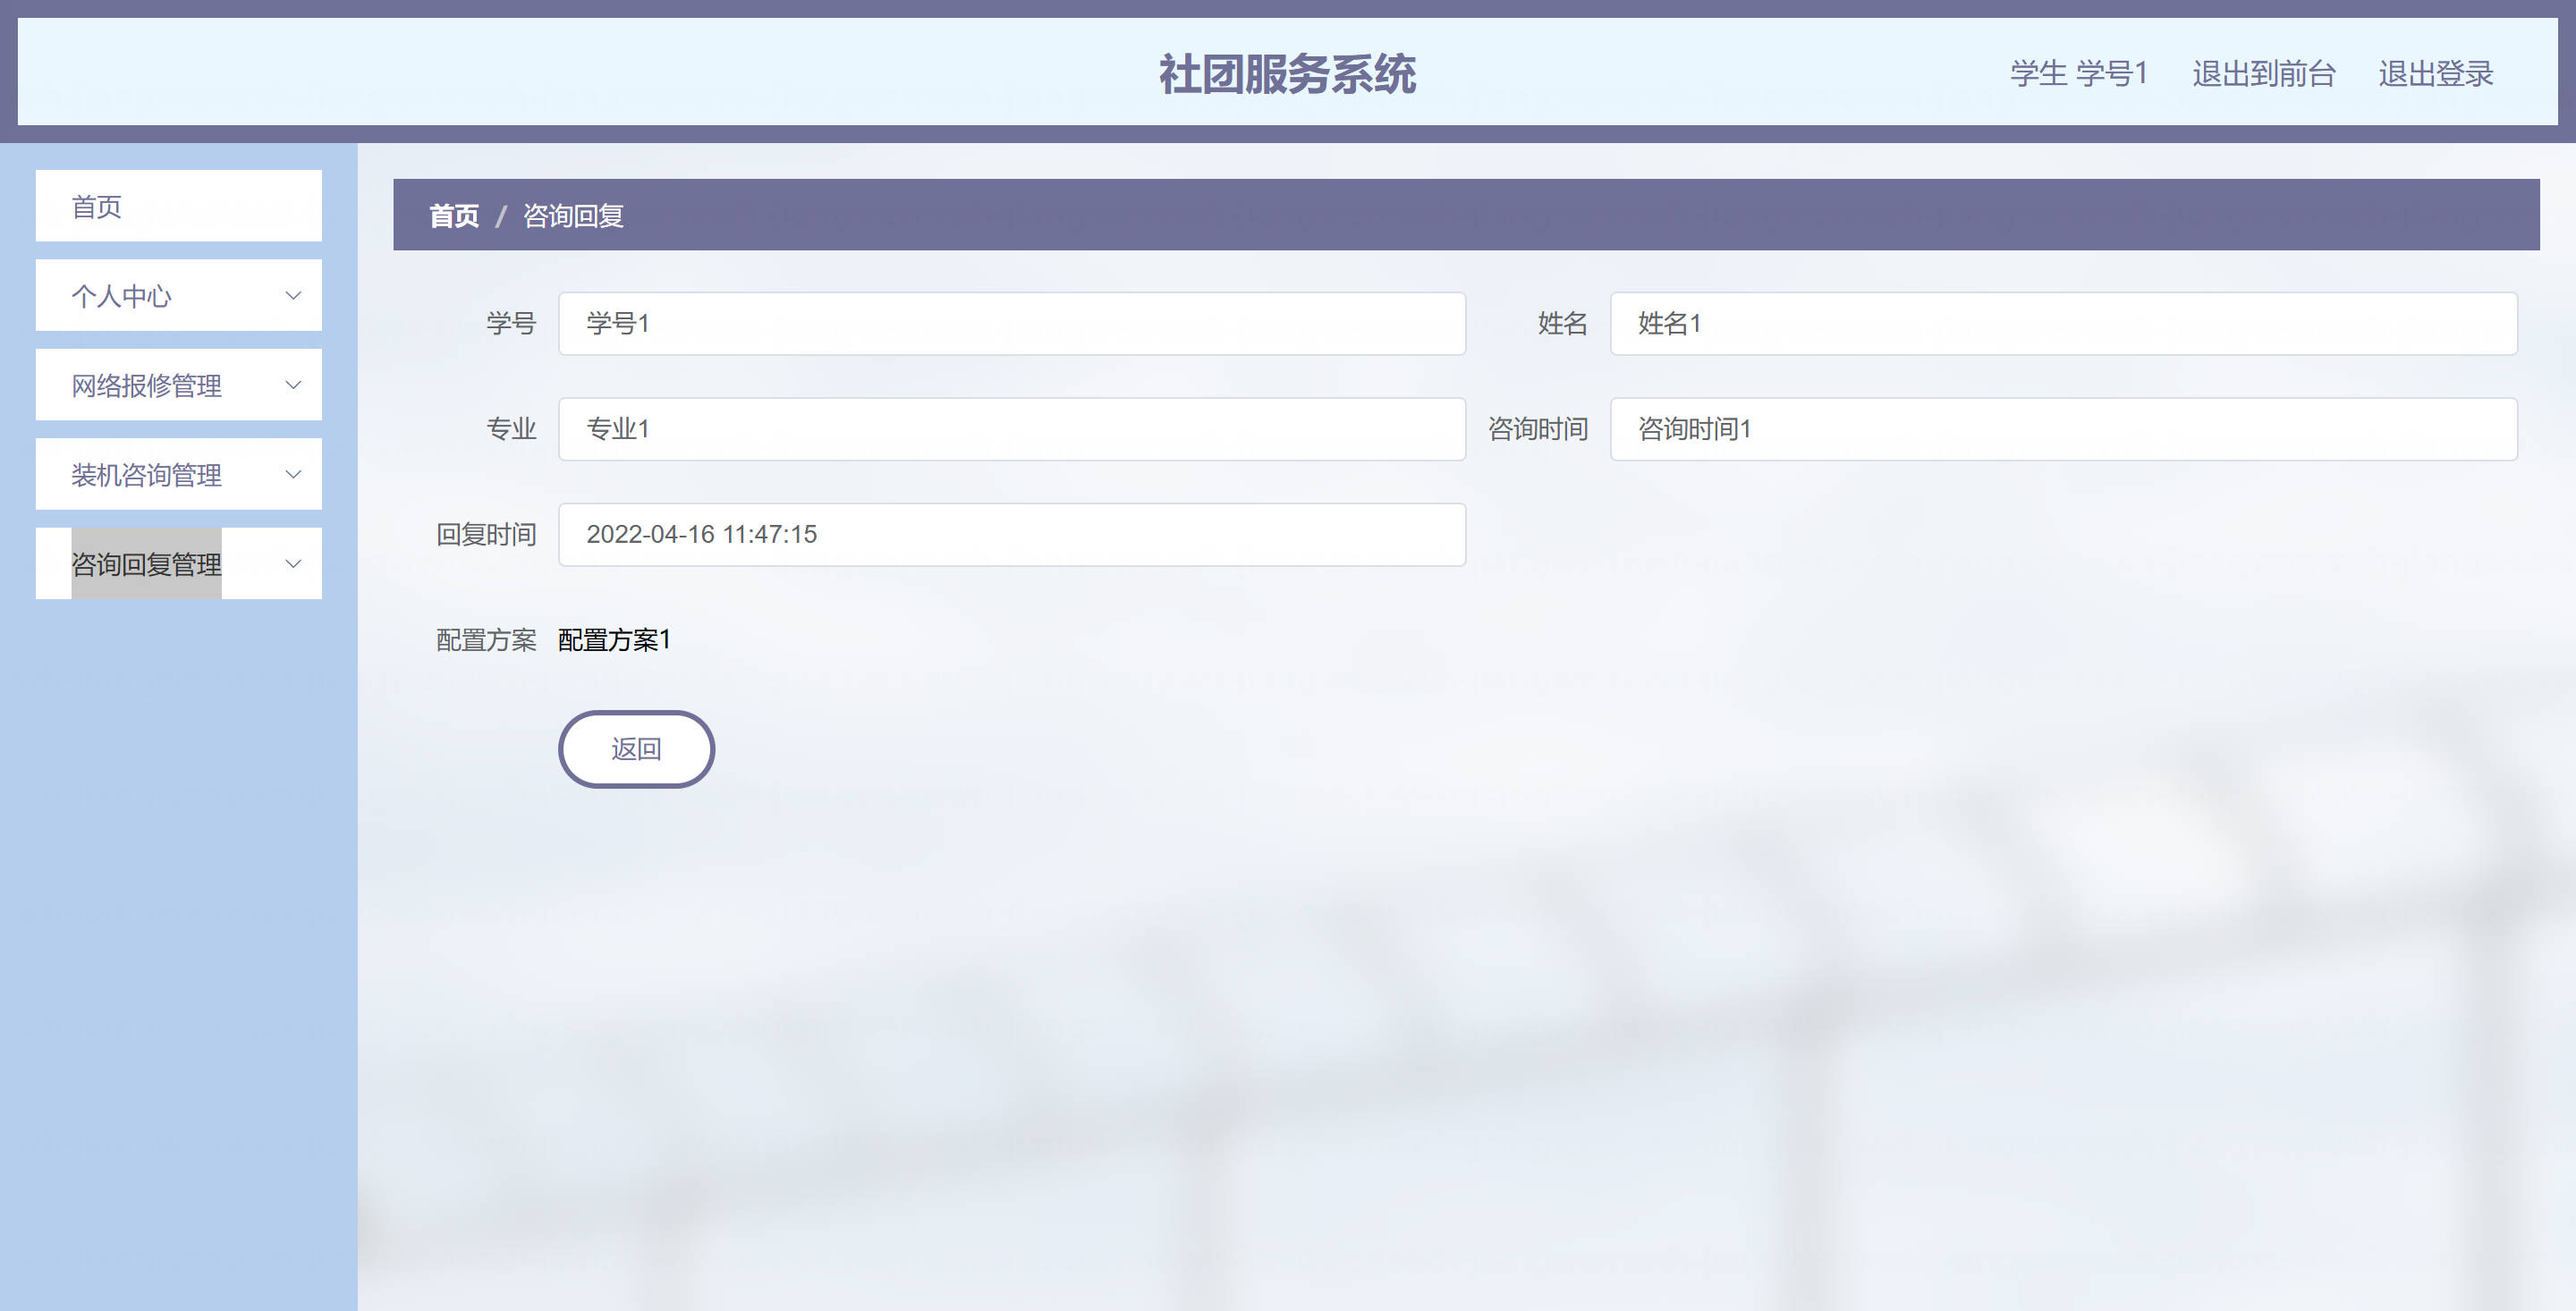 社团服务系统
学生 学号1 退出到前台 退出登录
首页
个人中心
网络报修管理
装机咨询管理
咨询回复管理
首页 / 咨询回复
学号 学号1 姓名 姓名1
专业 专业1 咨询时间 咨询时间1
回复时间 2022-04-16 11:47:15
配置方案 配置方案1
返回